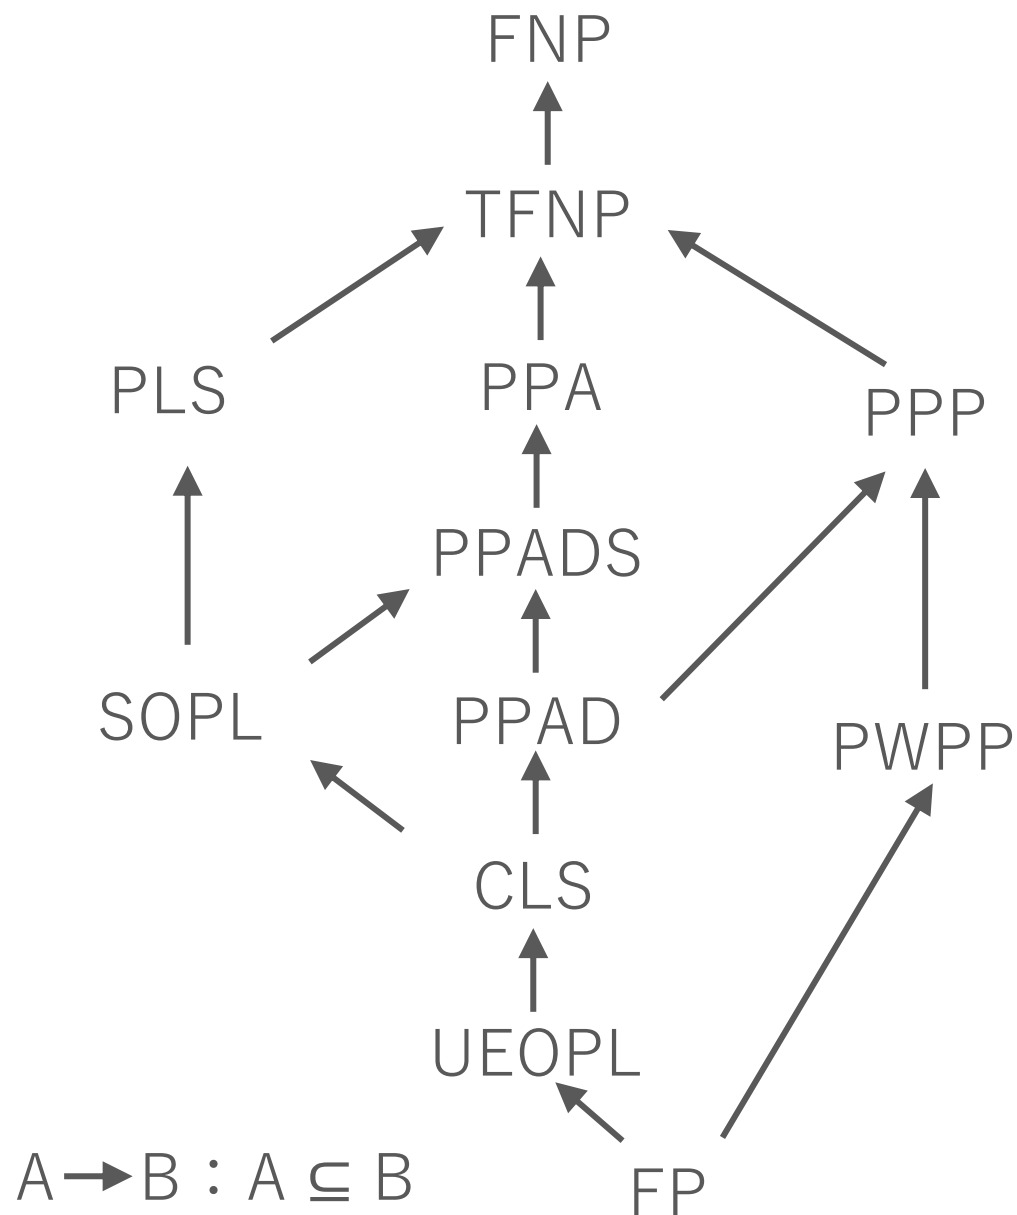 FNP
TFNP
PLS
PPA
PPP
PPADS
SOPL
PPAD
PWPP
CLS
UEOPL
FP
A → B : A ⊆ B